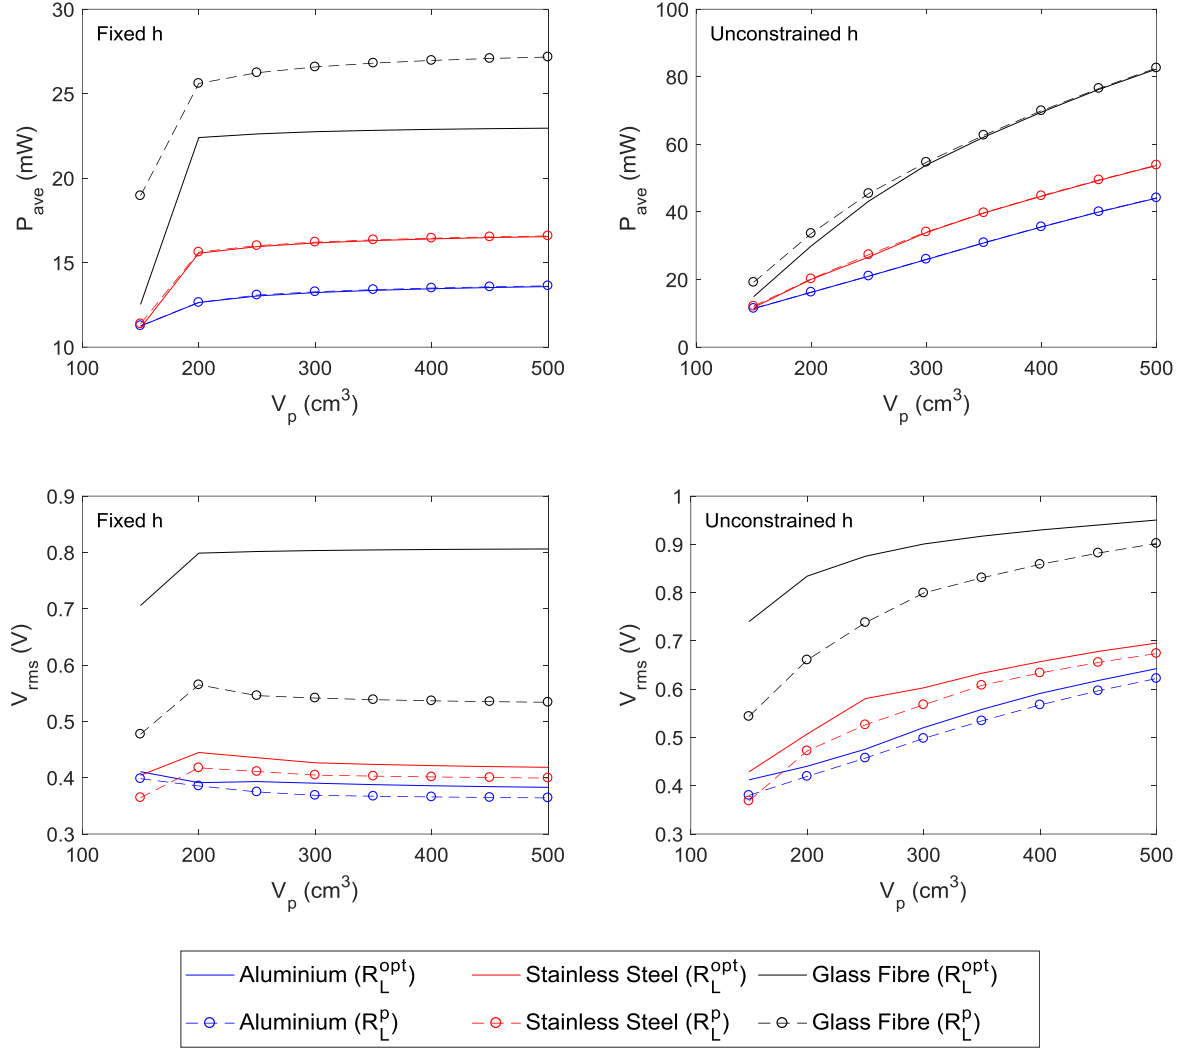 Fixed h
30
27
23
19
15
10
P_ave (mW)
100 200 300 400 500
V_p (cm^3)
Unconstrained h
100
80
60
40
20
0
P_ave (mW)
100 200 300 400 500
V_p (cm^3)
Fixed h
0.9
0.8
0.7
0.6
0.5
0.4
0.3
V_rms (V)
100 200 300 400 500
V_p (cm^3)
Unconstrained h
1
0.9
0.8
0.7
0.6
0.5
0.4
0.3
V_rms (V)
100 200 300 400 500
V_p (cm^3)
Aluminium (R_L^opt) Stainless Steel (R_L^opt) Glass Fibre (R_L^opt)
Aluminium (R_L^p) Stainless Steel (R_L^p) Glass Fibre (R_L^p)